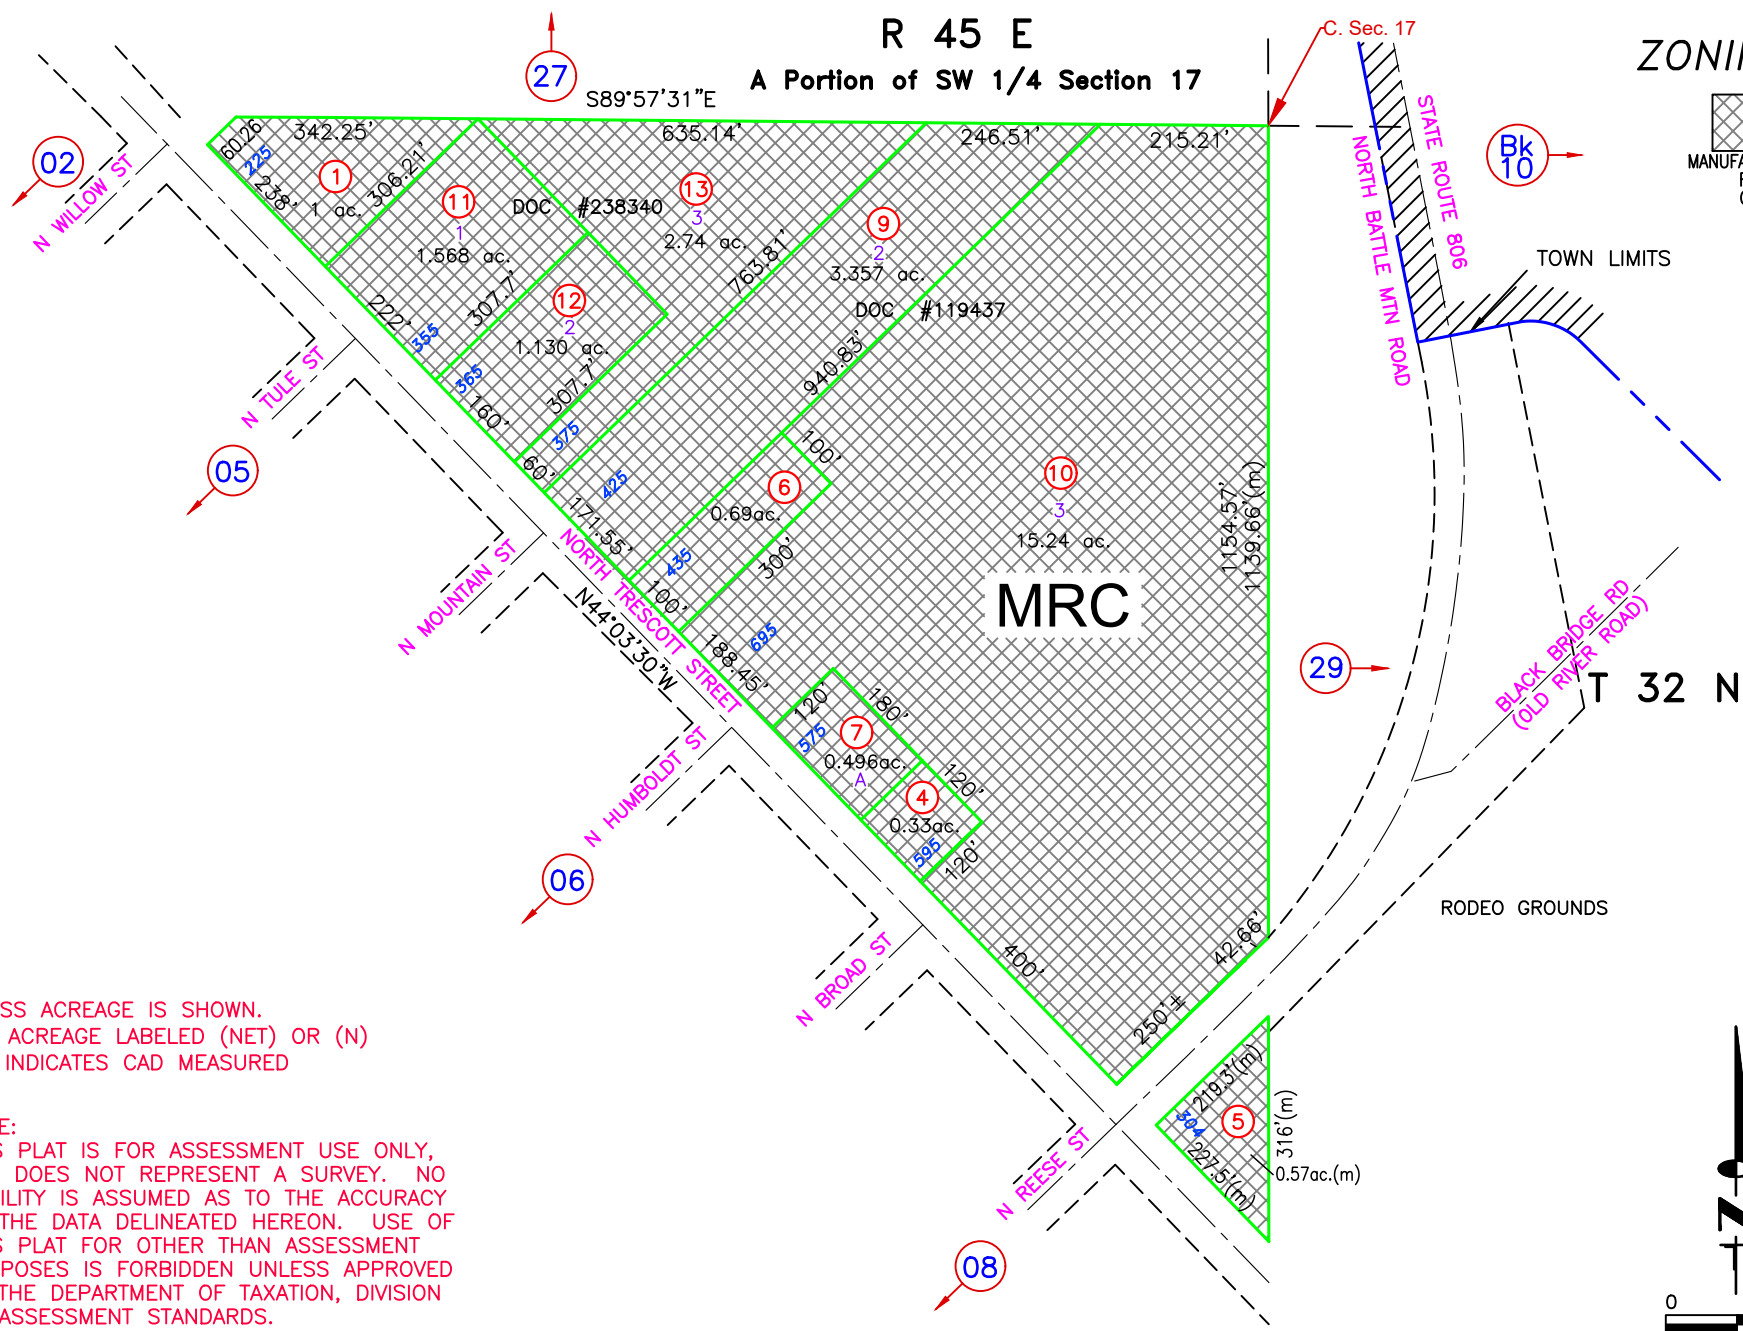 R 45 E
A Portion of SW 1/4 Section 17
C. Sec. 17
27
S89°57'31"E
02
N WILLOW ST
60.26
225
342.25'
238'
1
1 ac.
306.21'
11
1
1.568 ac.
DOC #238340
635.14'
13
3
2.74 ac.
246.51'
9
2
3.357 ac.
DOC #119437
215.21'
763.81'
222'
355
307.7'
12
2
1.130 ac.
365
160'
307.7'
375
60'
425
171.55'
940.83'
100'
6
0.69ac.
435
100'
300'
10
3
15.24 ac.
MRC
1154.57'
1139.66'(m)
N TULE ST
05
N MOUNTAIN ST
NORTH TRESCOTT STREET
N44°03'30"W
188.45'
695
120'
180'
7
575
0.496ac.
A
120'
4
0.33ac.
595
120'
N HUMBOLDT ST
06
N BROAD ST
400'
42.66'
250'±
N REESE ST
08
219.3'(m)
304
5
227.5'(m)
316'(m)
0.57ac.(m)
STATE ROUTE 806
NORTH BATTLE MTN ROAD
Bk
10
TOWN LIMITS
29
BLACK BRIDGE RD
(OLD RIVER ROAD)
T 32 N
RODEO GROUNDS
ZONI
MANUFA
SS ACREAGE IS SHOWN.
ACREAGE LABELED (NET) OR (N)
INDICATES CAD MEASURED
E:
S PLAT IS FOR ASSESSMENT USE ONLY,
DOES NOT REPRESENT A SURVEY. NO
ILITY IS ASSUMED AS TO THE ACCURACY
THE DATA DELINEATED HEREON. USE OF
S PLAT FOR OTHER THAN ASSESSMENT
POSES IS FORBIDDEN UNLESS APPROVED
THE DEPARTMENT OF TAXATION, DIVISION
ASSESSMENT STANDARDS.
0